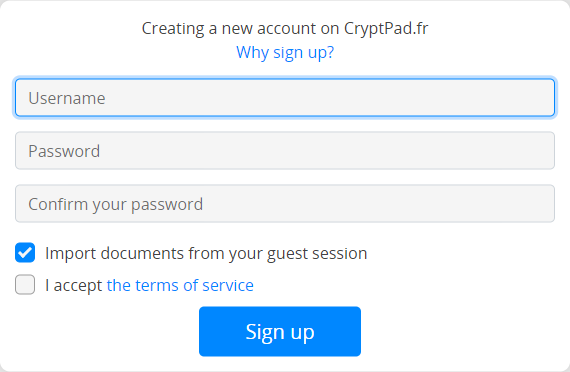 Creating a new account on CryptPad.fr
Why sign up?
Username
Password
Confirm your password
Import documents from your guest session
I accept the terms of service
Sign up